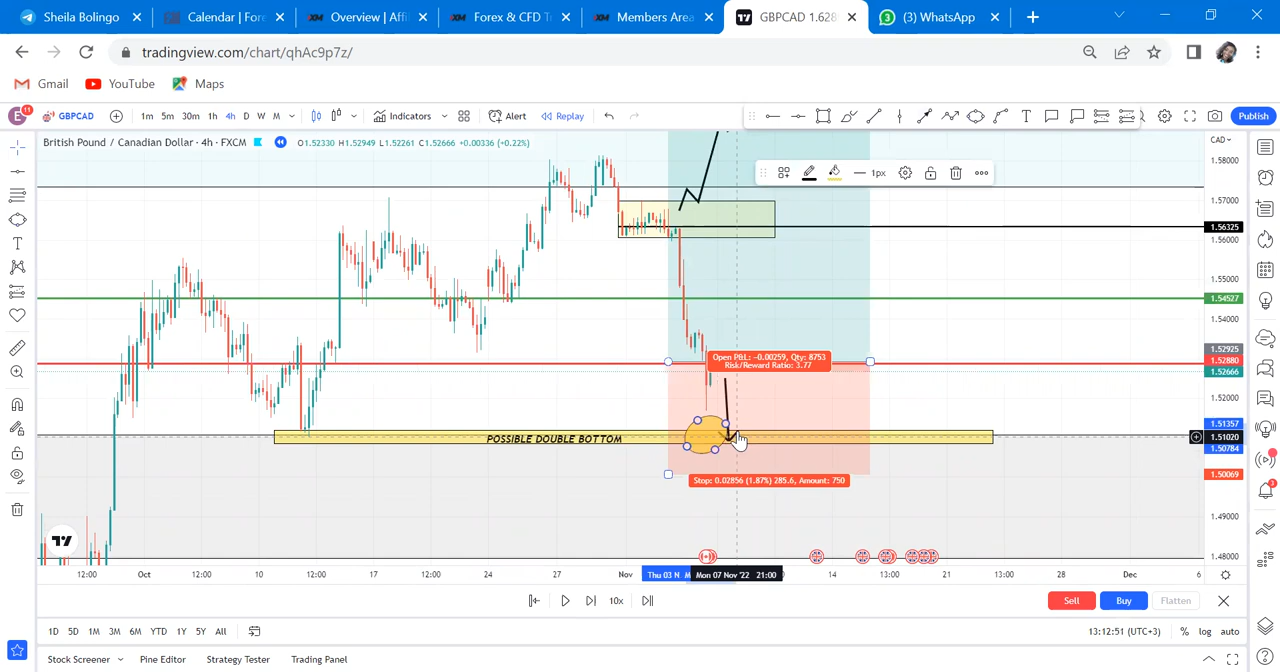 Sheila Bolingo
Calendar | For
Overview | Affi
Forex & CFD T
Members Area
GBPCAD 1.628
(3) WhatsApp
tradingview.com/chart/qhAc9p7z/
Gmail
YouTube
Maps
E
11
GBPCAD
1m 5m 30m 1h 4h D W M
Indicators
Alert
Replay
Publish
British Pound / Canadian Dollar · 4h · FXCM
O1.52330 H1.52949 L1.52261 C1.52666 +0.00336 (+0.22%)
CAD
1px
1.58000
1.57000
1.56325
1.56000
1.55000
1.54527
1.54000
1.52925
1.52880
1.52666
1.52000
1.51357
1.51020
1.50784
1.50069
1.49000
1.48000
Open P&L: -0.00259, Qty: 8753
Risk/Reward Ratio: 3.77
POSSIBLE DOUBLE BOTTOM
Stop: 0.02856 (1.87%) 285.6, Amount: 750
12:00 Oct 12:00 10 12:00 17 12:00 24 27 Nov Thu 03 N Mon 07 Nov '22 21:00 14 13:00 21 13:00 28 Dec 6
10x
Sell
Buy
Flatten
1D 5D 1M 3M 6M YTD 1Y 5Y All
13:12:51 (UTC+3)
% log auto
Stock Screener
Pine Editor
Strategy Tester
Trading Panel